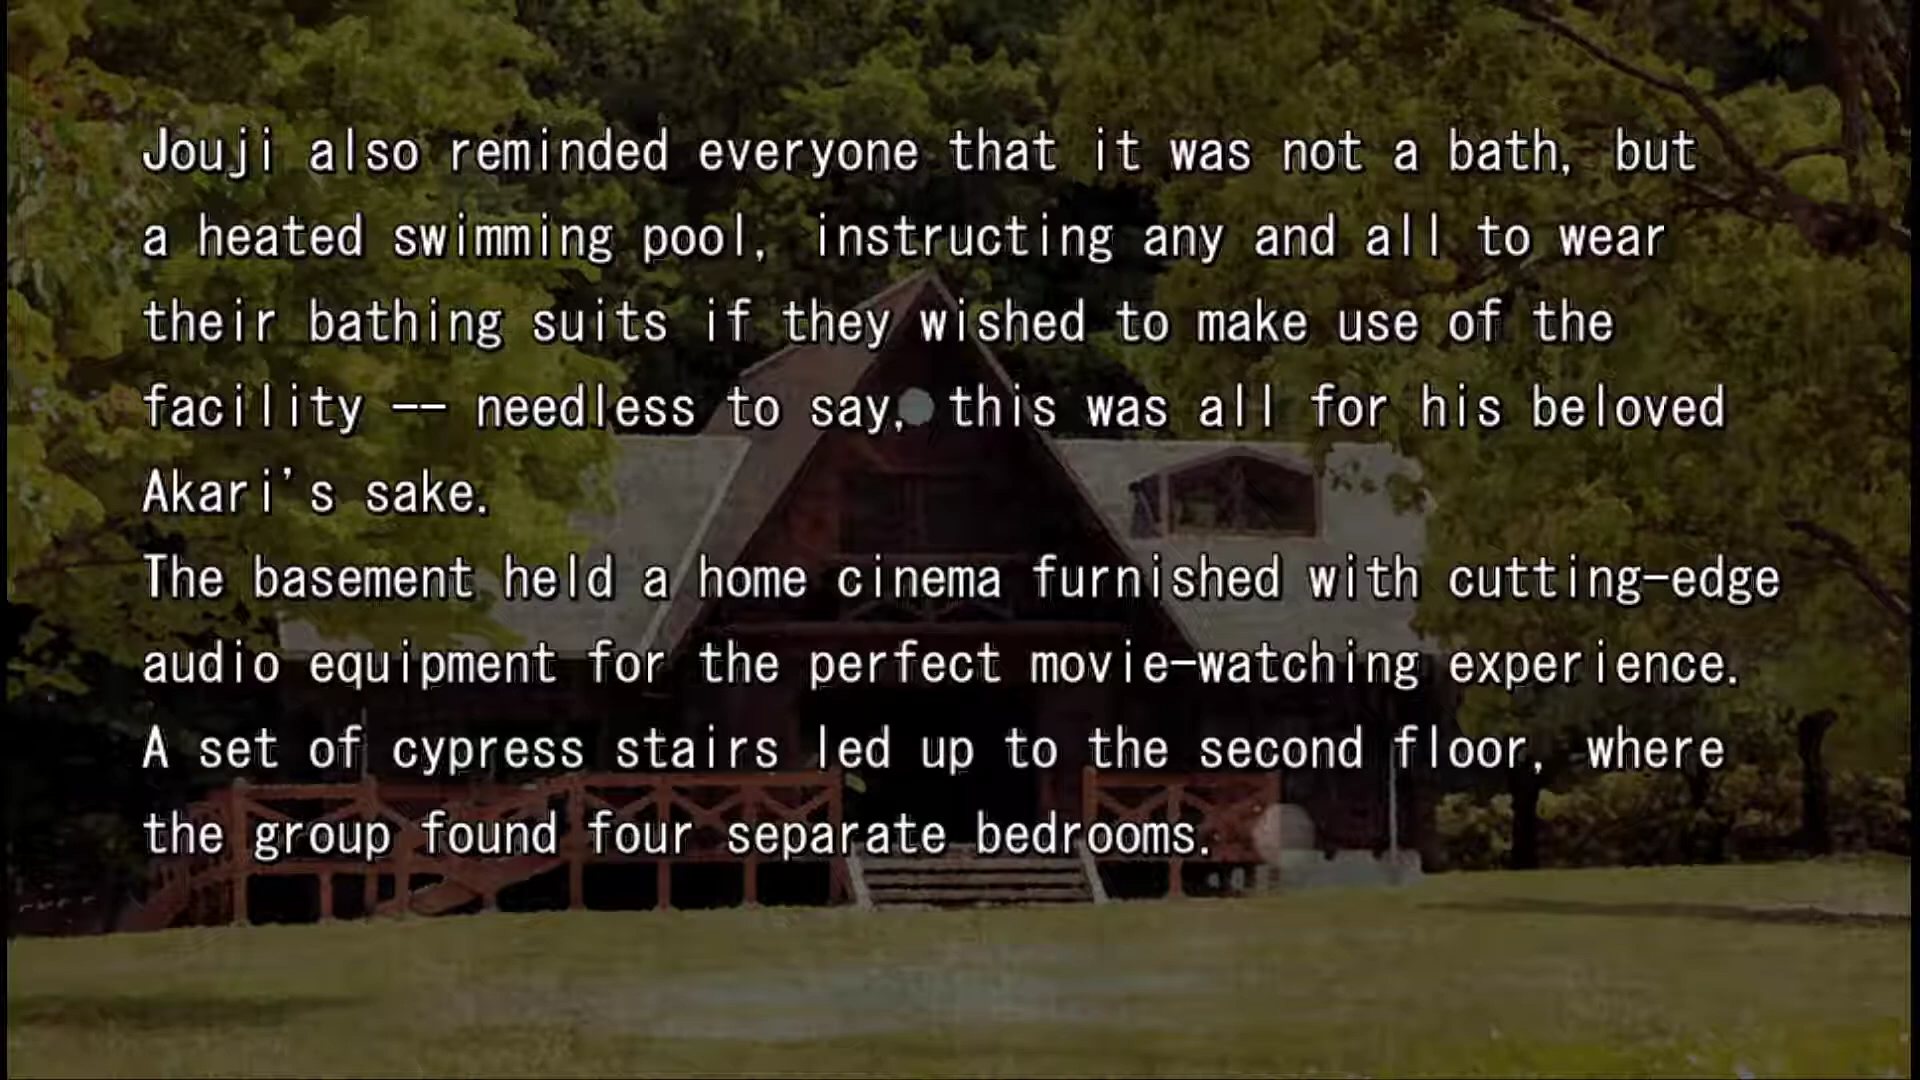 Jouji also reminded everyone that it was not a bath, but
a heated swimming pool, instructing any and all to wear
their bathing suits if they wished to make use of the
facility -- needless to say, this was all for his beloved
Akari's sake.
The basement held a home cinema furnished with cutting-edge
audio equipment for the perfect movie-watching experience.
A set of cypress stairs led up to the second floor, where
the group found four separate bedrooms.